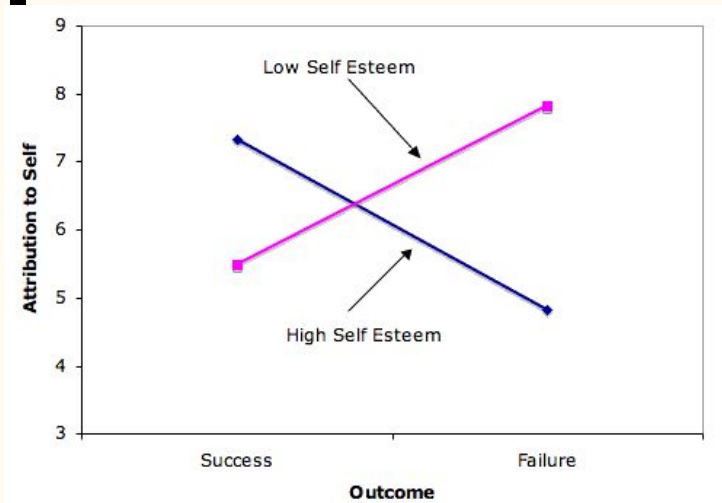 9
Low Self Esteem
8
7
6
5
High Self Esteem
4
3
Attribution to Self
Success Failure
Outcome